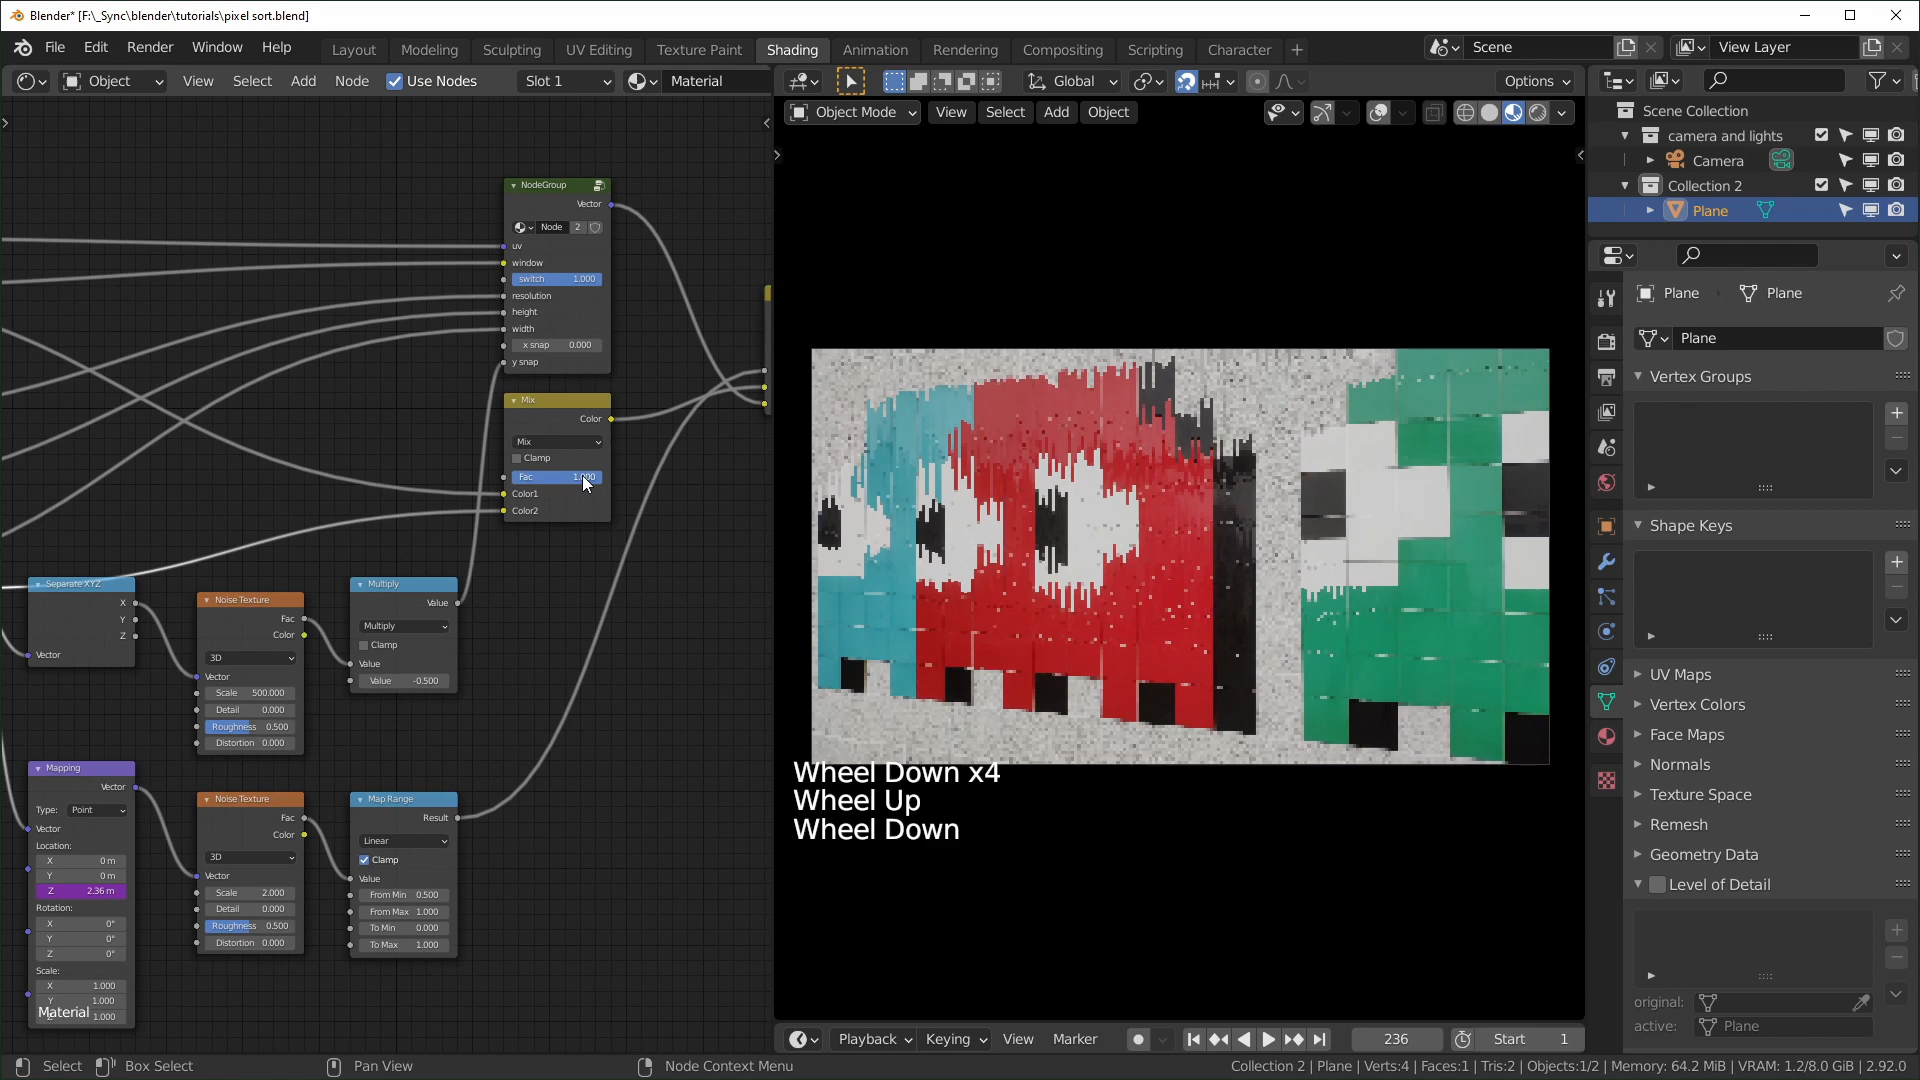 Blender* [F:\_Sync\blender\tutorials\pixel sort.blend]
File Edit Render Window Help Layout Modeling Sculpting UV Editing Texture Paint Shading Animation Rendering Compositing Scripting Character + Scene View Layer
Object View Select Add Node Use Nodes Slot 1 Material Global Options
Object Mode View Select Add Object
Scene Collection
camera and lights
Camera
Collection 2
Plane
Plane Plane
Plane
Vertex Groups
Shape Keys
UV Maps
Vertex Colors
Face Maps
Normals
Texture Space
Remesh
Geometry Data
Level of Detail
original:
active: Plane
NodeGroup
Vector
Node 2
uv
window
switch 1.000
resolution
height
width
x snap 0.000
y snap
Mix
Color
Mix
Clamp
Fac 1.000
Color1
Color2
Separate XYZ
X
Y
Z
Vector
Noise Texture
Fac
Color
3D
Vector
Scale 500.000
Detail 0.000
Roughness 0.500
Distortion 0.000
Multiply
Value
Multiply
Clamp
Value
Value -0.500
Mapping
Vector
Type: Point
Vector
Location:
X 0 m
Y 0 m
Z 2.36 m
Rotation:
X 0°
Y 0°
Z 0°
Scale:
X 1.000
Y 1.000
1.000
Material
Noise Texture
Fac
Color
3D
Vector
Scale 2.000
Detail 0.000
Roughness 0.500
Distortion 0.000
Map Range
Result
Linear
Clamp
Value
From Min 0.500
From Max 1.000
To Min 0.000
To Max 1.000
Wheel Down x4
Wheel Up
Wheel Down
Playback Keying View Marker 236 Start 1
Select Box Select Pan View Node Context Menu Collection 2 | Plane | Verts:4 | Faces:1 | Tris:2 | Objects:1/2 | Memory: 64.2 MiB | VRAM: 1.2/8.0 GiB | 2.92.0